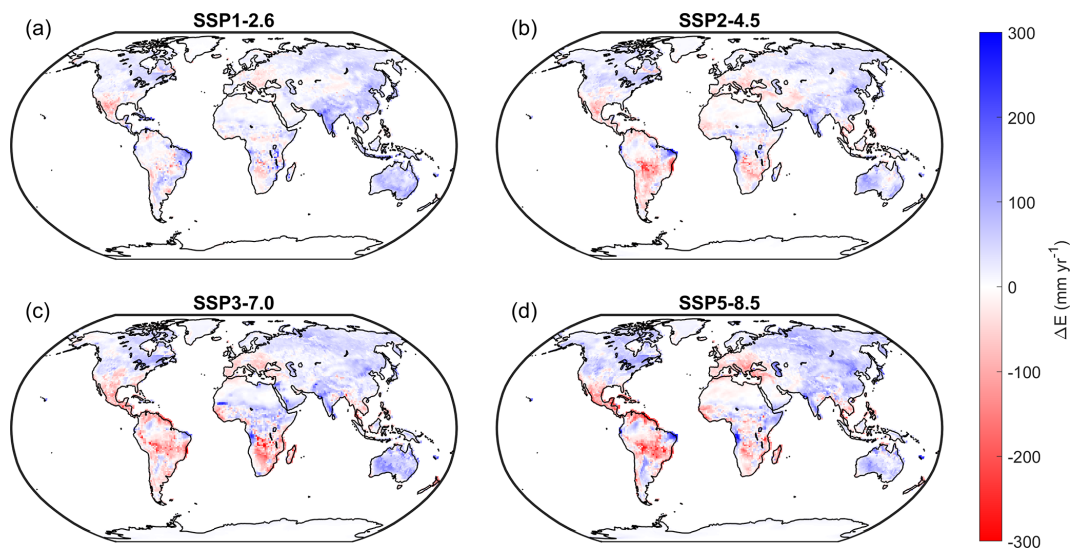 (a)
SSP1-2.6
(b)
SSP2-4.5
(c)
SSP3-7.0
(d)
SSP5-8.5
300
200
100
0
-100
-200
-300
ΔE (mm yr⁻¹)